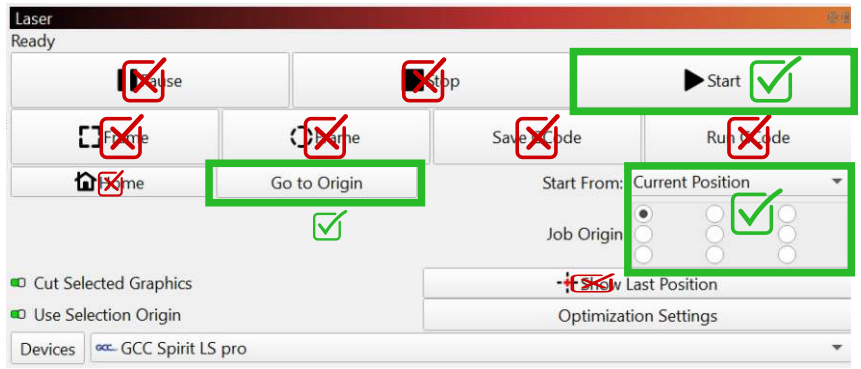 Laser
Ready
Pause Stop Start
Frame Frame Save GCode Run GCode
Home Go to Origin Start From: Current Position
Job Origin
Cut Selected Graphics Show Last Position
Use Selection Origin Optimization Settings
Devices GCC GCC Spirit LS pro